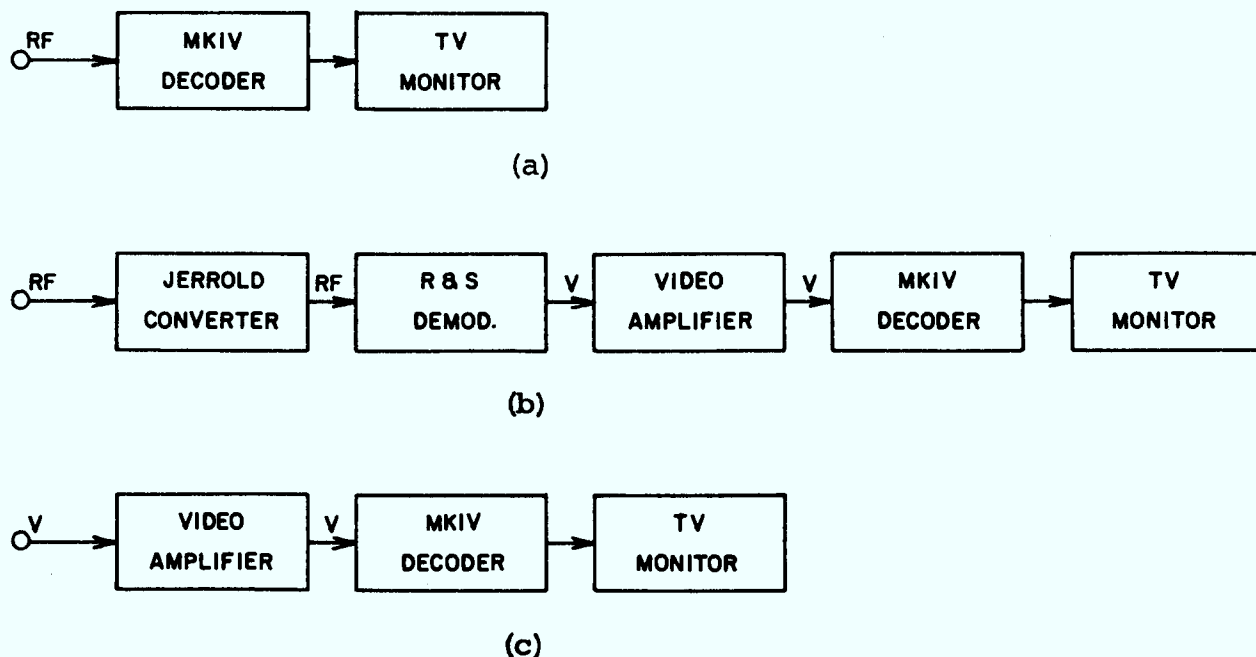 RF
MKIV
DECODER
TV
MONITOR
(a)
RF
JERROLD
CONVERTER
RF
R & S
DEMOD.
V
VIDEO
AMPLIFIER
V
MKIV
DECODER
TV
MONITOR
(b)
V
VIDEO
AMPLIFIER
V
MKIV
DECODER
TV
MONITOR
(c)